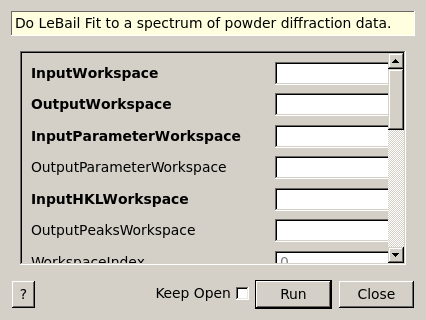 Do LeBail Fit to a spectrum of powder diffraction data.
InputWorkspace
OutputWorkspace
InputParameterWorkspace
OutputParameterWorkspace
InputHKLWorkspace
OutputPeaksWorkspace
WorkspaceIndex 0
? Keep Open Run Close